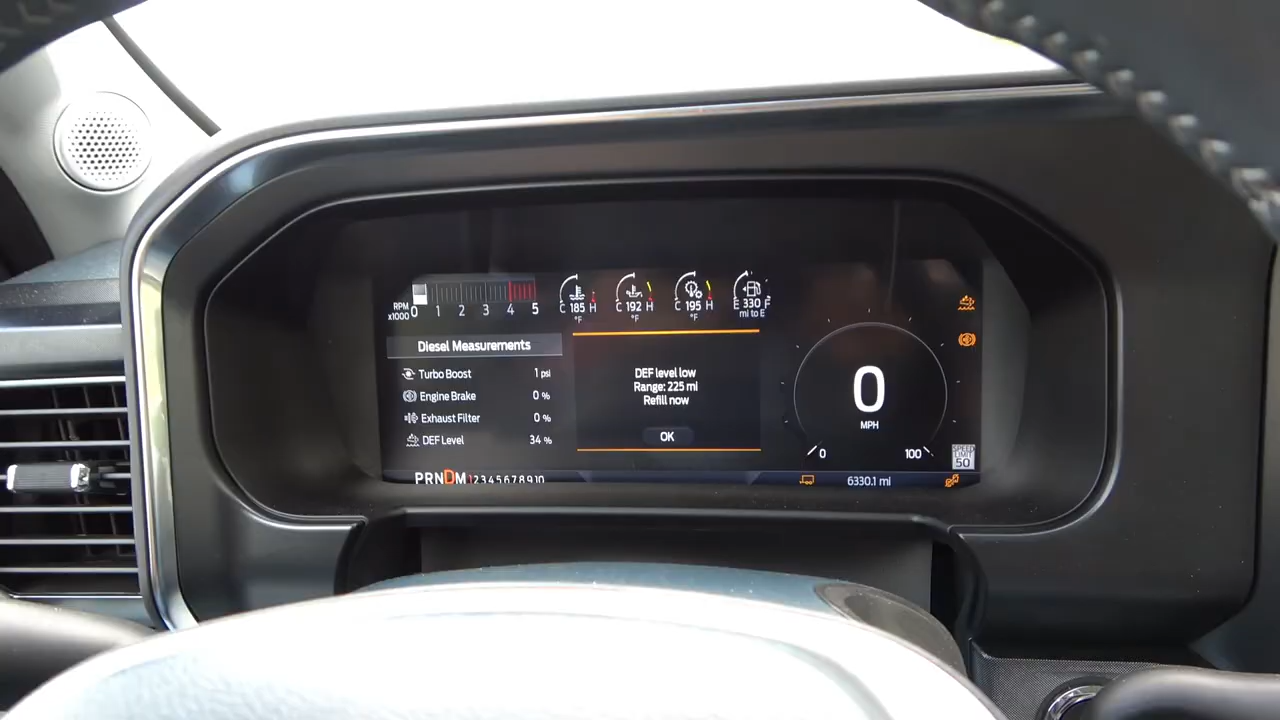 RPM
x1000
0 1 2 3 4 5
C 185 H
°F
C 192 H
°F
C 195 H
°F
E 330 F
mi to E
Diesel Measurements
Turbo Boost 1 psi
Engine Brake 0 %
Exhaust Filter 0 %
DEF Level 34 %
DEF level low
Range: 225 mi
Refill now
OK
0
MPH
0 100
SPEED
LIMIT
50
PRNDM 12345678910
6330.1 mi